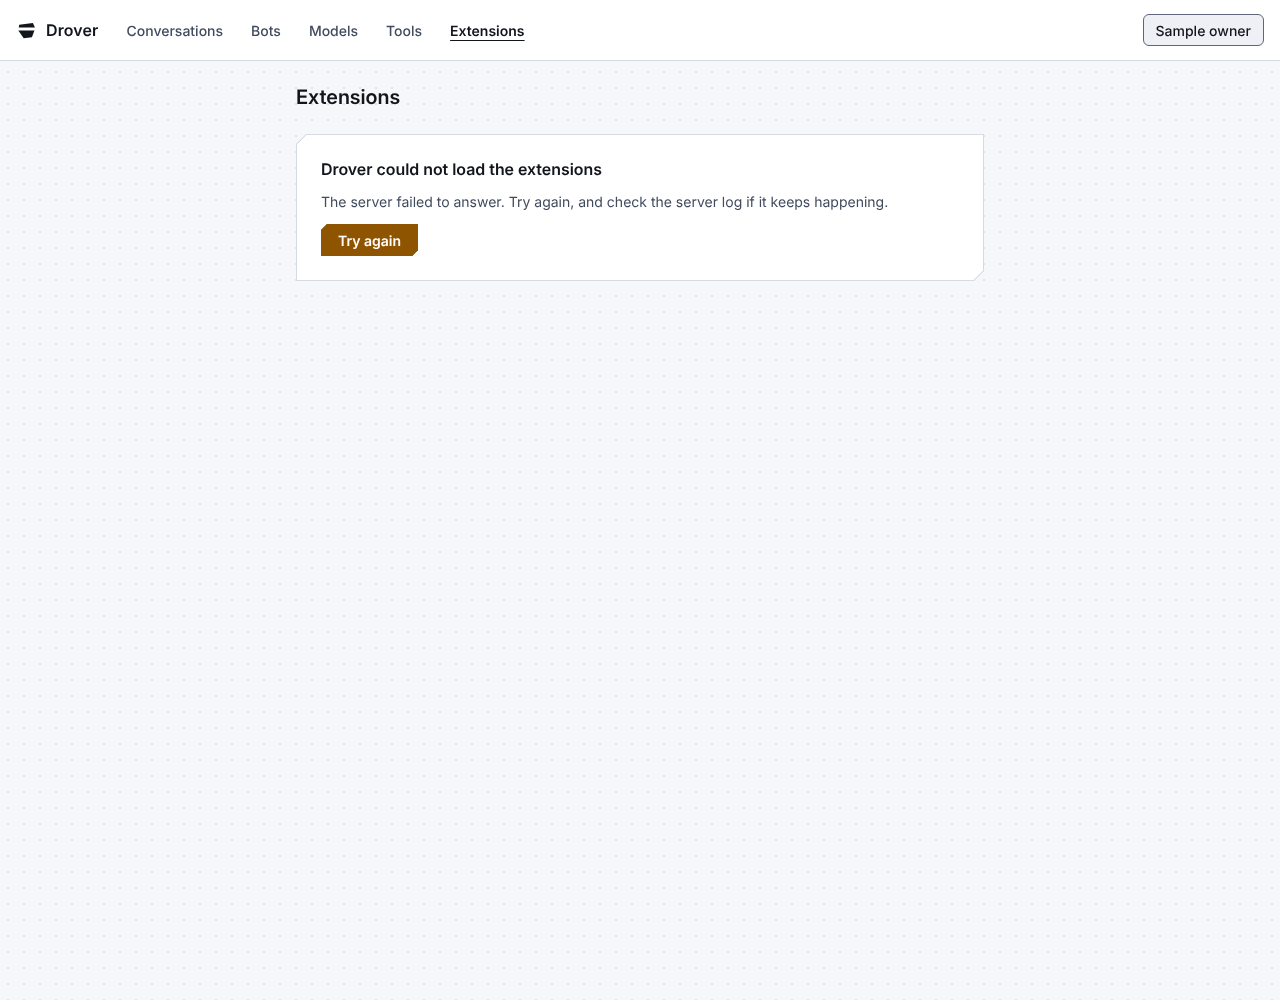 Drover
Conversations
Bots
Models
Tools
Extensions
Sample owner
Extensions
Drover could not load the extensions
The server failed to answer. Try again, and check the server log if it keeps happening.
Try again